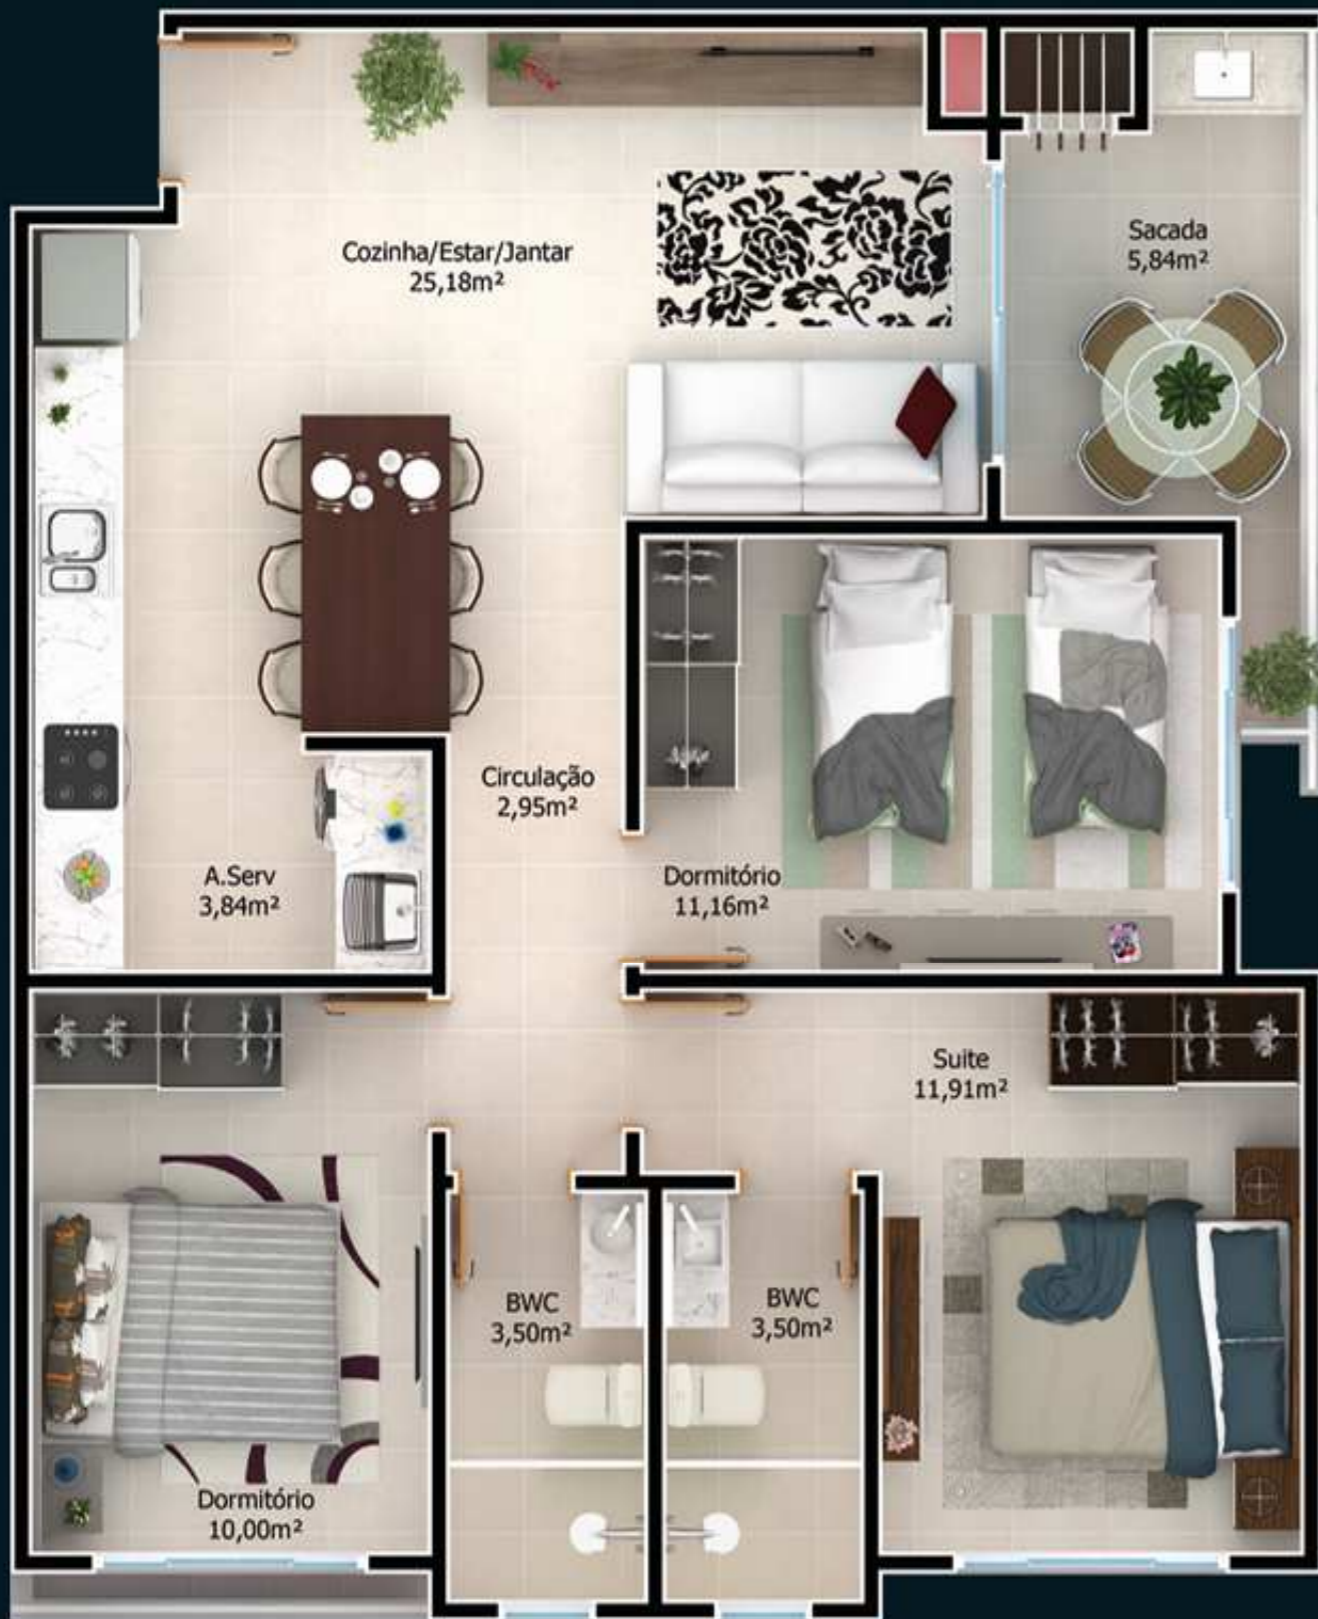 Cozinha/Estar/Jantar
25,18m²
Sacada
5,84m²
Circulação
2,95m²
A.Serv
3,84m²
Dormitório
11,16m²
Suite
11,91m²
BWC
3,50m²
BWC
3,50m²
Dormitório
10,00m²